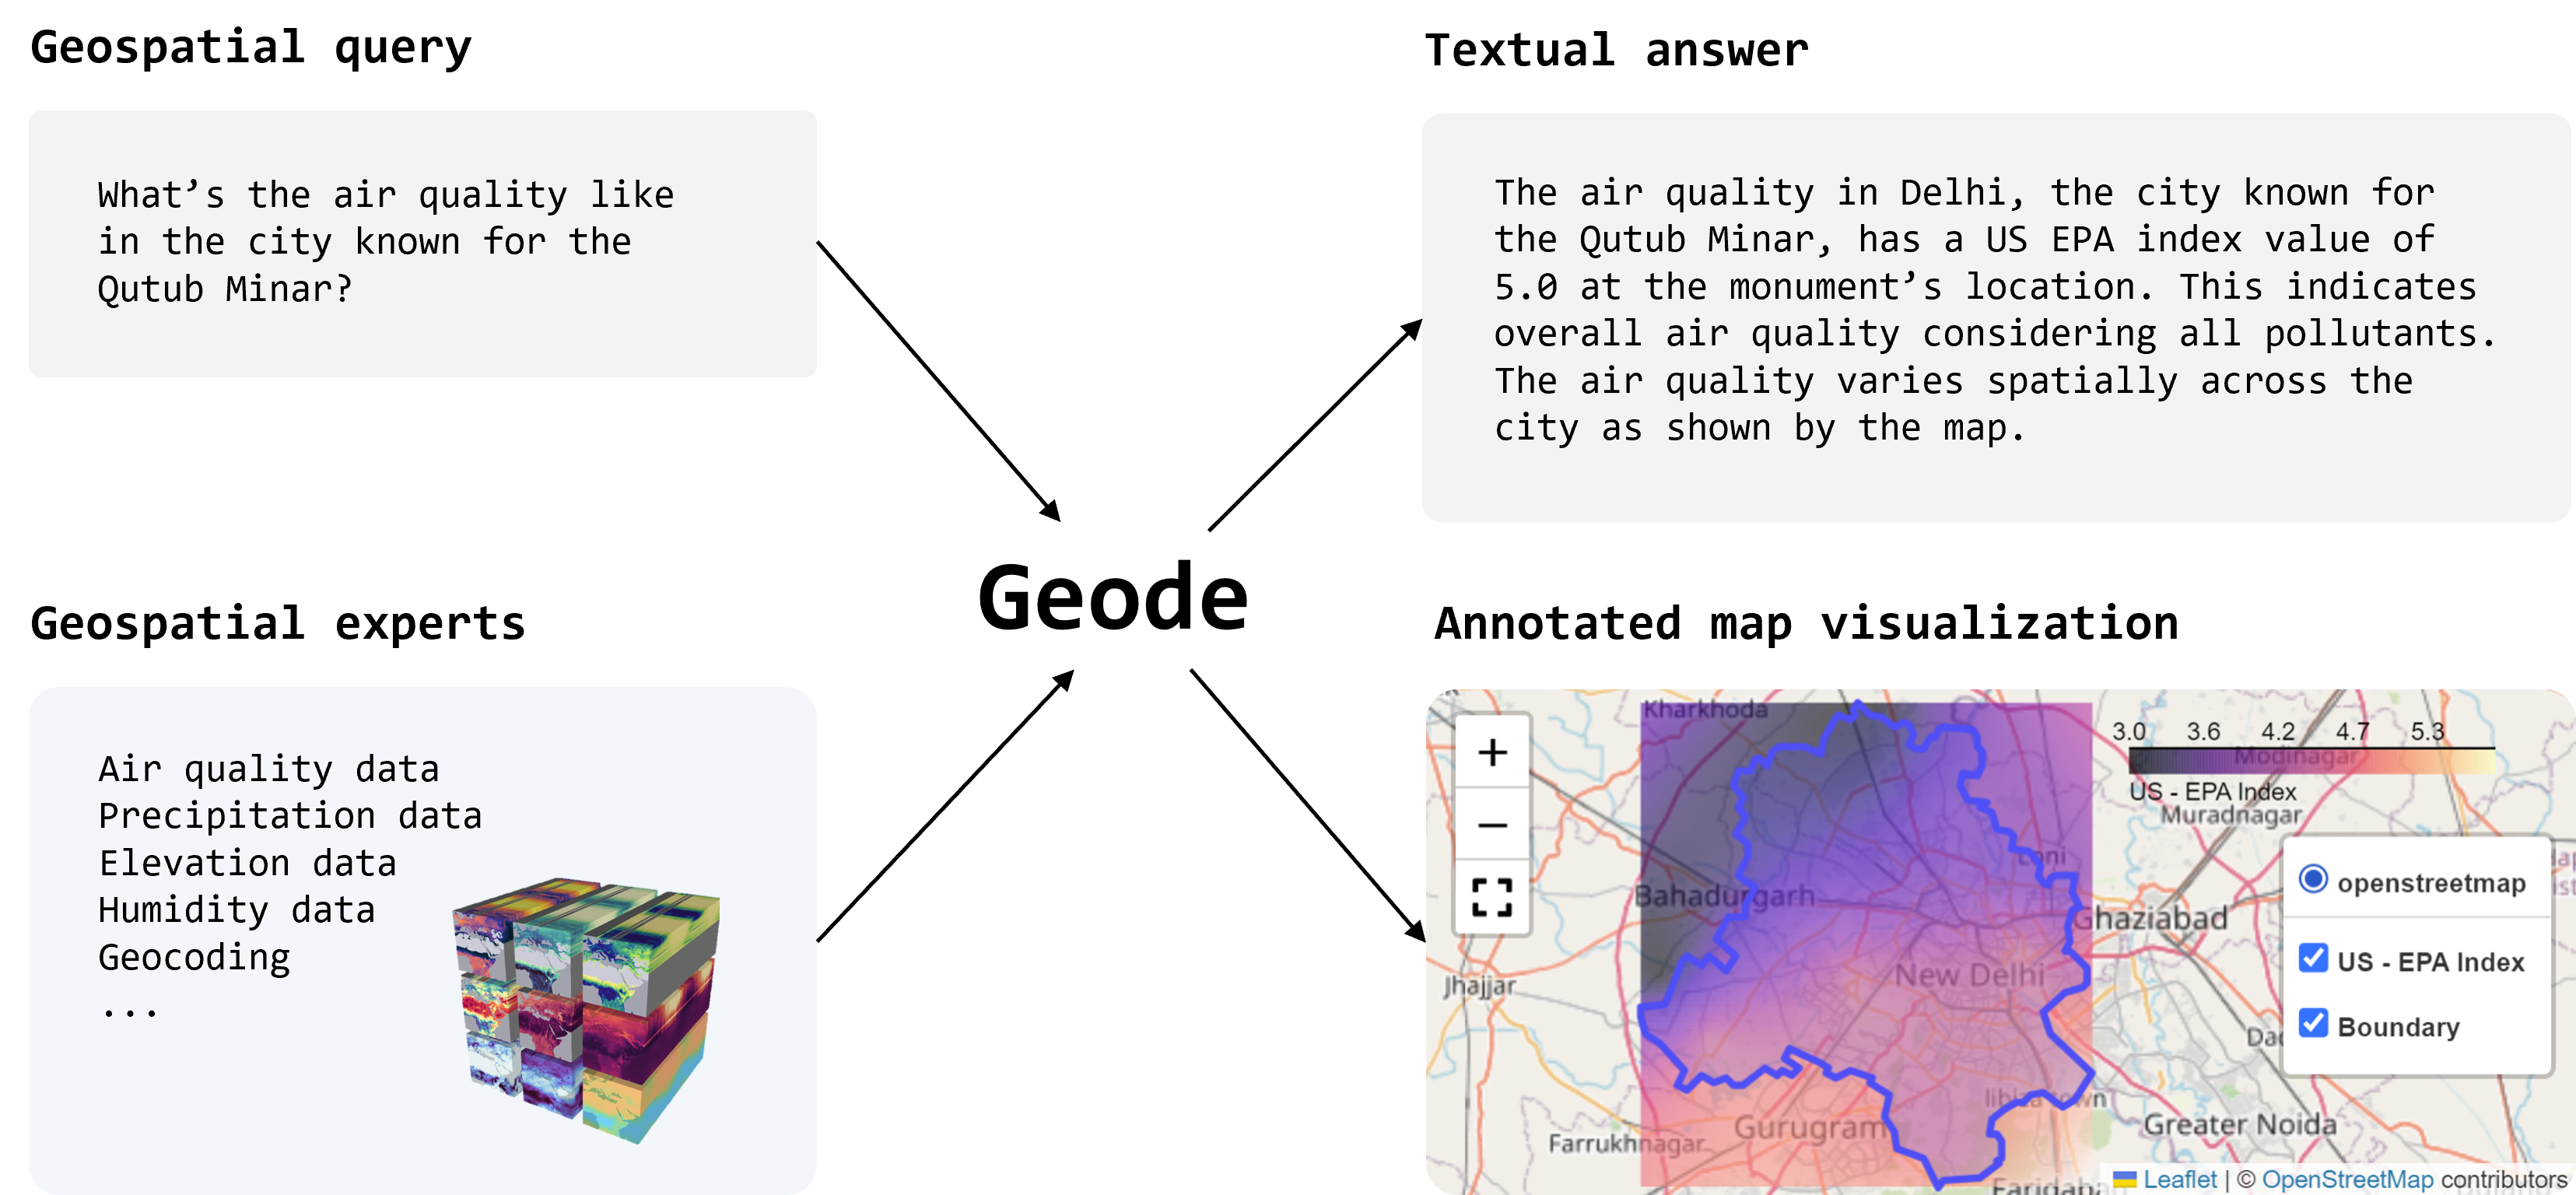 Geospatial query
What’s the air quality like
in the city known for the
Qutub Minar?
Geospatial experts
Air quality data
Precipitation data
Elevation data
Humidity data
Geocoding
...
Geode
Textual answer
The air quality in Delhi, the city known for
the Qutub Minar, has a US EPA index value of
5.0 at the monument’s location. This indicates
overall air quality considering all pollutants.
The air quality varies spatially across the
city as shown by the map.
Annotated map visualization
+
−
Kharkhoda
3.0 3.6 4.2 4.7 5.3
Modinagar
US - EPA Index
Muradnagar
Loni
Bahadurgarh
Ghaziabad
New Delhi
Jhajjar
openstreetmap
US - EPA Index
Boundary
Gurugram
Farrukhnagar
Greater Noida
Leaflet | © OpenStreetMap contributors